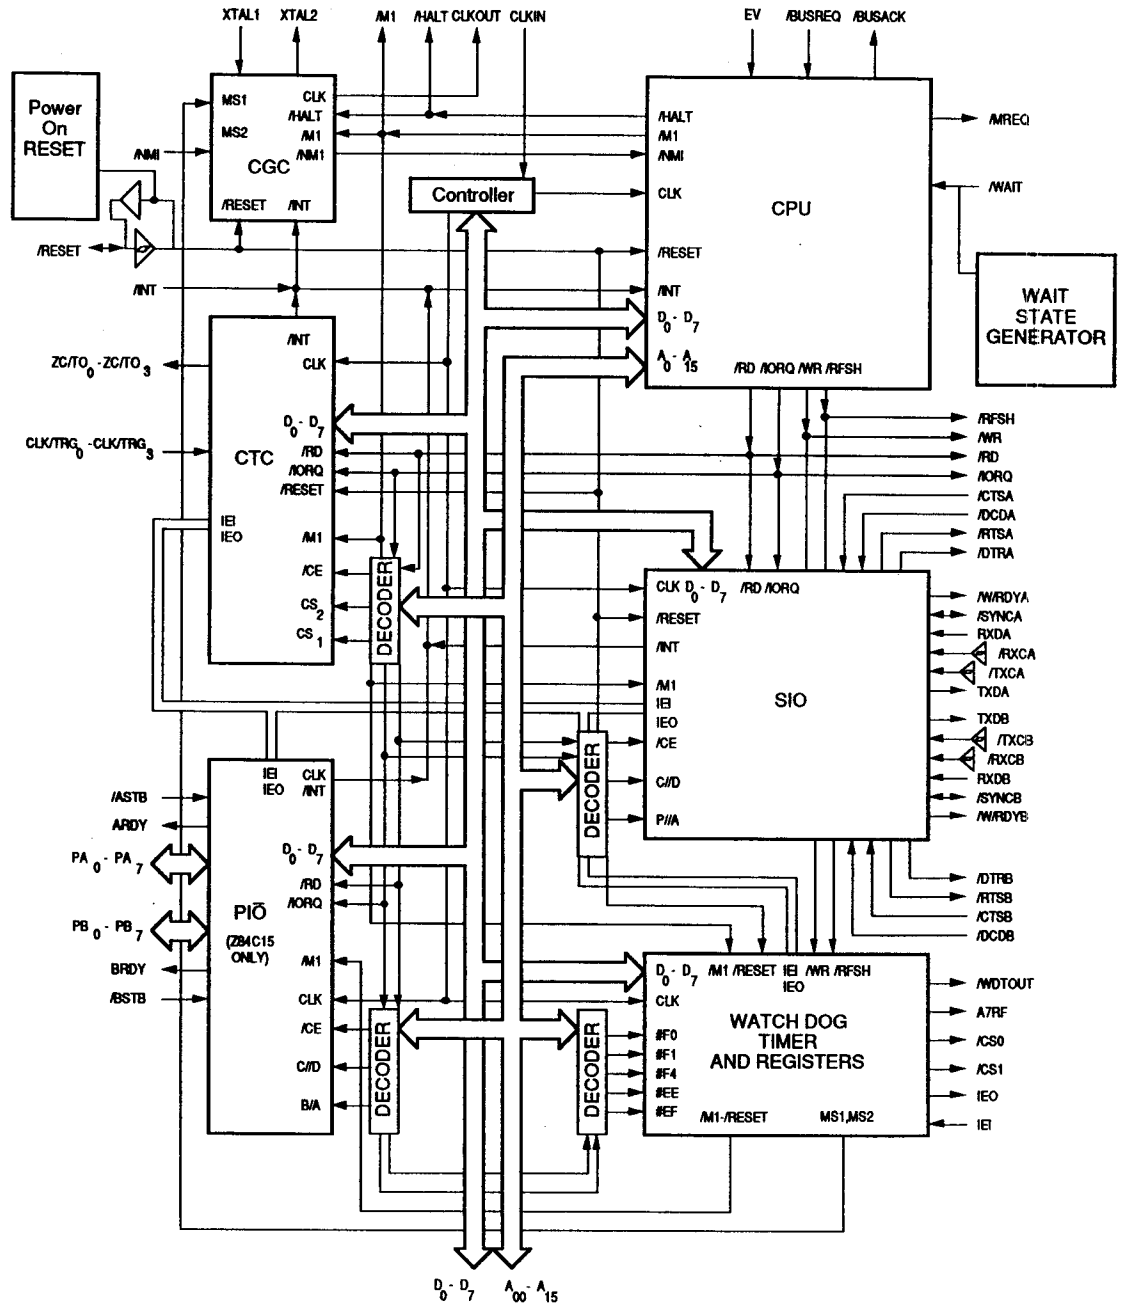 XTAL1 XTAL2 /M1 /HALT CLKOUT CLKIN EV /BUSREQ /BUSACK
Power
On
RESET
MS1 CLK
/HALT
MS2 /M1
/NM1
CGC
/RESET /INT
/NMI
/RESET
/INT
Controller
/HALT
/M1
/NMI
CLK
CPU
/RESET
/INT
D0 - D7
A0 - A15
/RD /IORQ /WR /RFSH
/MREQ
/WAIT
WAIT
STATE
GENERATOR
/INT
CLK
ZC/TO0 -ZC/TO3
D0 - D7
CLK/TRG0 -CLK/TRG3
CTC
/RD
/IORQ
/RESET
IEI
IEO
/M1
/CE
CS2
CS1
DECODER
/RFSH
/WR
/RD
/IORQ
/CTSA
/DCDA
/RTSA
/DTRA
CLK D0 - D7 /RD /IORQ
/RESET
/INT
/M1
IEI
IEO
/CE
C//D
P//A
SIO
DECODER
/W/RDYA
/SYNCA
RXDA
/RXCA
/TXCA
TXDA
TXDB
/TXCB
/RXCB
RXDB
/SYNCB
/W/RDYB
/DTRB
/RTSB
/CTSB
/DCDB
IEI CLK
IEO /INT
/ASTB
ARDY
PA0 - PA7
D0 - D7
/RD
/IORQ
PIO
(Z84C15
ONLY)
PB0 - PB7
BRDY
/BSTB
/M1
CLK
/CE
C//D
B/A
DECODER
DECODER
D0 - D7 /M1 /RESET IEI /WR /RFSH
IEO
CLK
WATCH DOG
TIMER
AND REGISTERS
#F0
#F1
#F4
#EE
#EF
/M1-/RESET MS1,MS2
/WDTOUT
A7RF
/CS0
/CS1
IEO
IEI
D0 - D7 A00 - A15